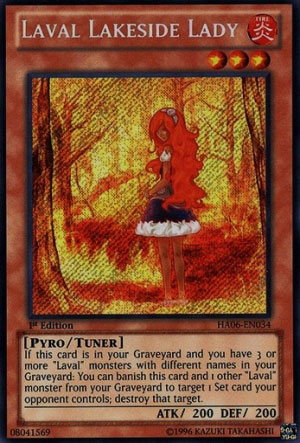 LAVAL LAKESIDE LADY
FIRE
炎
1st Edition
HA06-EN034
[PYRO/TUNER]
If this card is in your Graveyard and you have 3 or
more "Laval" monsters with different names in your
Graveyard: You can banish this card and 1 other "Laval"
monster from your Graveyard to target 1 Set card your
opponent controls; destroy that target.
ATK/ 200 DEF/ 200
08041569
©1996 KAZUKI TAKAHASHI